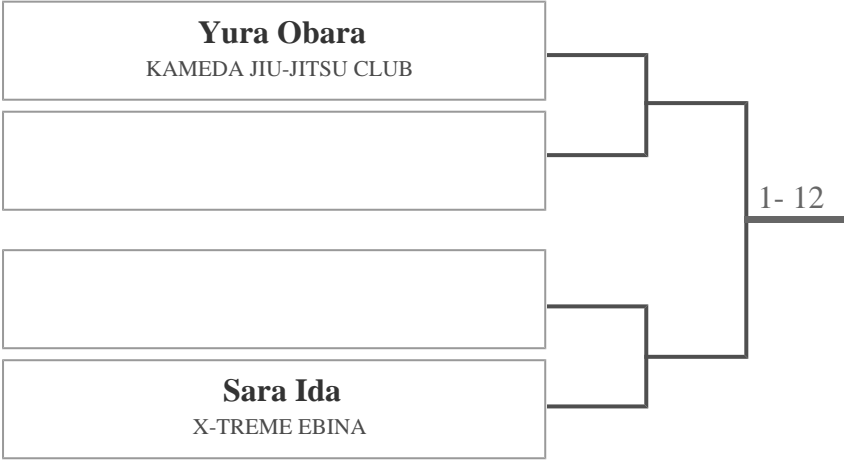 Yura Obara
KAMEDA JIU-JITSU CLUB
1- 12
Sara Ida
X-TREME EBINA